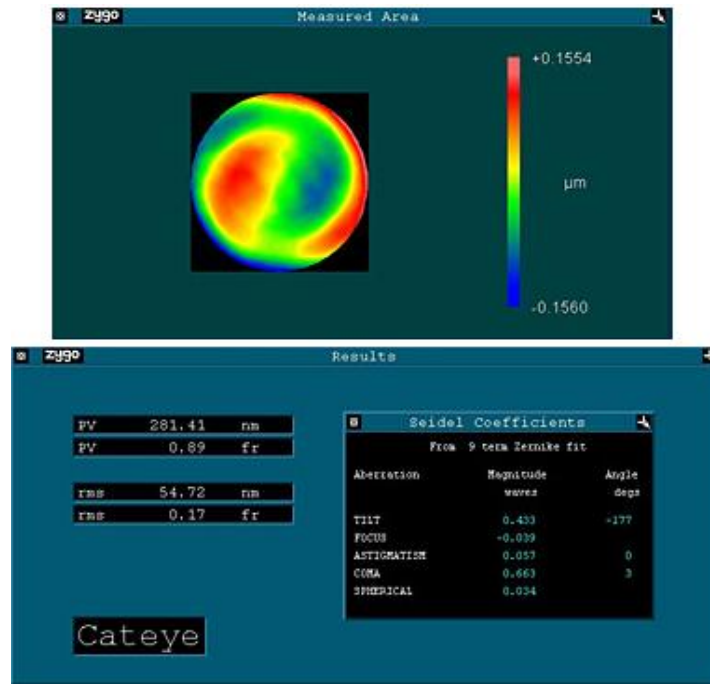 zygo Measured Area
+0.1554
µm
-0.1560
zygo Results
PV 281.41 nm
PV 0.89 fr
rms 54.72 nm
rms 0.17 fr
Seidel Coefficients
From 9 term Zernike fit
Aberration Magnitude Angle
waves degs
TILT 0.433 -177
FOCUS -0.039
ASTIGMATISM 0.057 0
COMA 0.663 3
SPHERICAL 0.034
Cateye